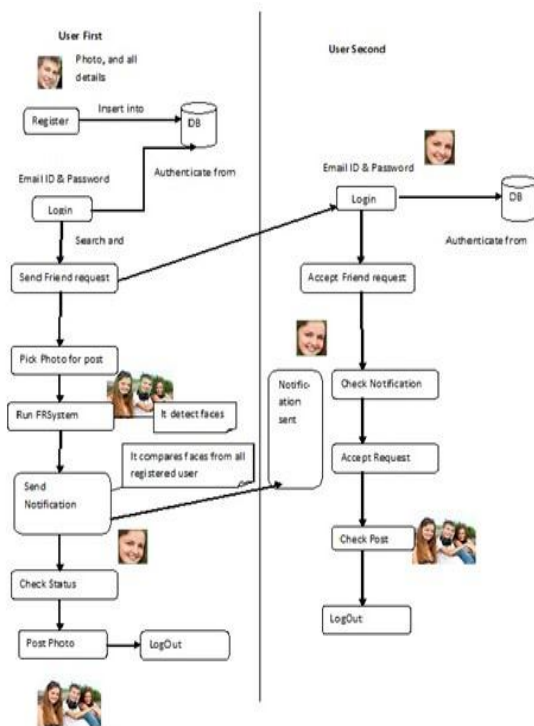 User First
Photo, and all
details
Insert into
Register
DB
Email ID & Password
Authenticate from
Login
Search and
Send Friend request
Pick Photo for post
Run FRSystem
It detect faces
It compares faces from all
registered user
Send
Notification
Check Status
Post Photo
LogOut
User Second
Email ID & Password
Login
DB
Authenticate from
Accept Friend request
Notific-
ation
sent
Check Notification
Accept Request
Check Post
LogOut